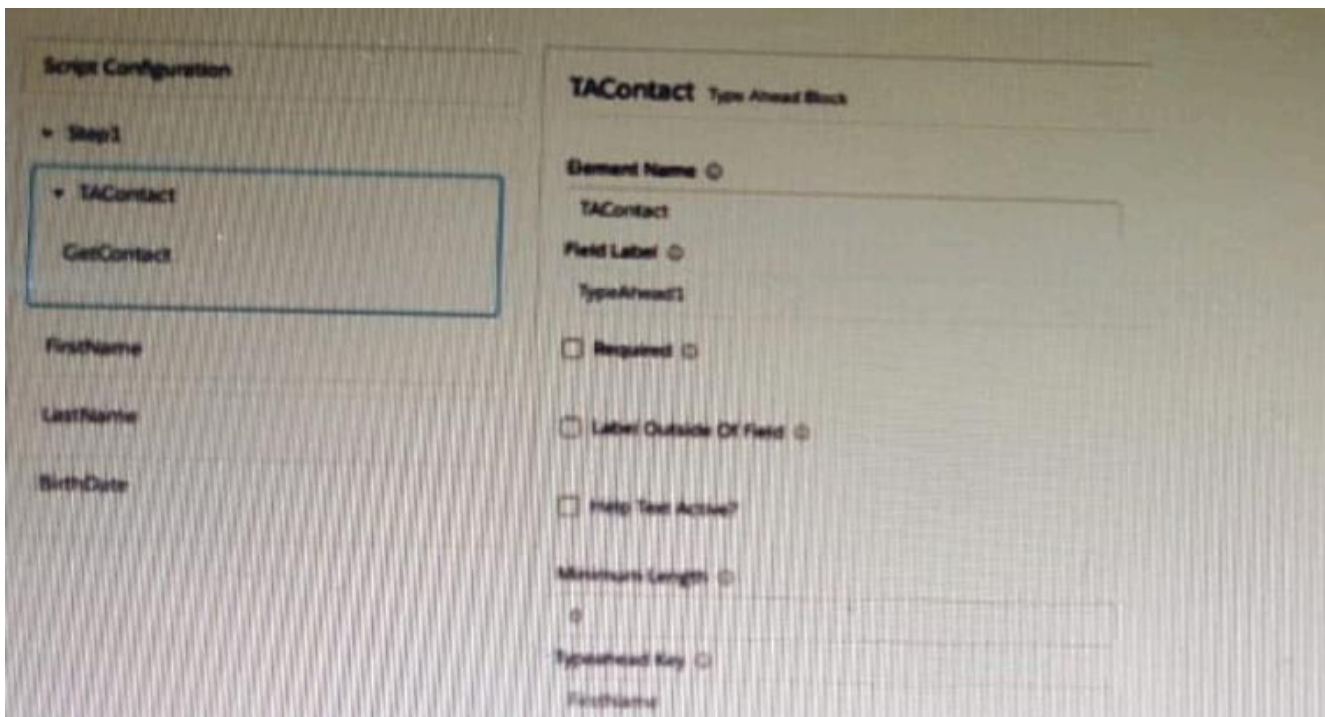 Script Configuration
Step1
TAContact
GetContact
FirstName
LastName
BirthDate
TAContact Type Ahead Block
Element Name
TAContact
Field Label
TypeAhead1
Required
Label Outside Of Field
Help Text Active?
Minimum Length
0
Typeahead Key
FirstName